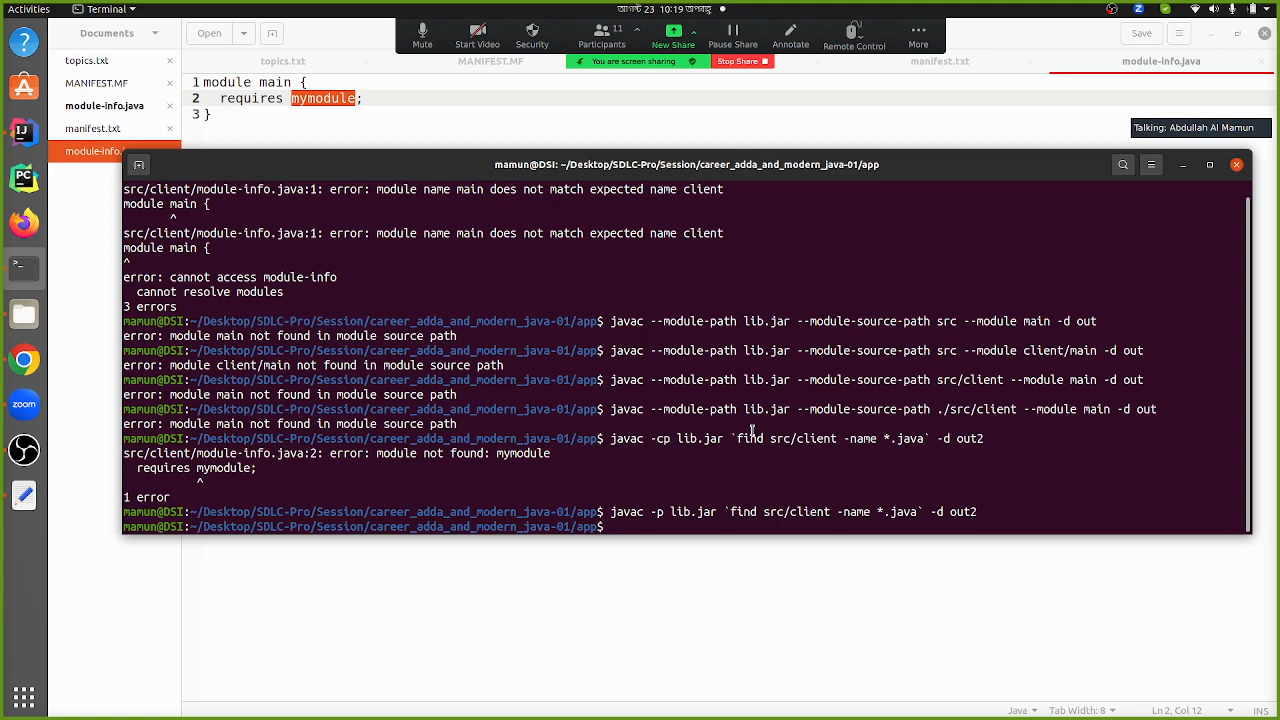 Activities
Terminal
আগস্ট 23 10:19 অপরাহ্ণ
Documents
Open
Mute
Start Video
Security
Participants
11
New Share
Pause Share
Annotate
Remote Control
More
Save
You are screen sharing
Stop Share
topics.txt
MANIFEST.MF
manifest.txt
module-info.java
topics.txt
MANIFEST.MF
module-info.java
manifest.txt
1 module main {
2 requires mymodule;
3 }
Talking: Abdullah Al Mamun
mamun@DSI: ~/Desktop/SDLC-Pro/Session/career_adda_and_modern_java-01/app
src/client/module-info.java:1: error: module name main does not match expected name client
module main {
^
src/client/module-info.java:1: error: module name main does not match expected name client
module main {
^
error: cannot access module-info
cannot resolve modules
3 errors
mamun@DSI:~/Desktop/SDLC-Pro/Session/career_adda_and_modern_java-01/app$ javac --module-path lib.jar --module-source-path src --module main -d out
error: module main not found in module source path
mamun@DSI:~/Desktop/SDLC-Pro/Session/career_adda_and_modern_java-01/app$ javac --module-path lib.jar --module-source-path src --module client/main -d out
error: module client/main not found in module source path
mamun@DSI:~/Desktop/SDLC-Pro/Session/career_adda_and_modern_java-01/app$ javac --module-path lib.jar --module-source-path src/client --module main -d out
error: module main not found in module source path
mamun@DSI:~/Desktop/SDLC-Pro/Session/career_adda_and_modern_java-01/app$ javac --module-path lib.jar --module-source-path ./src/client --module main -d out
error: module main not found in module source path
mamun@DSI:~/Desktop/SDLC-Pro/Session/career_adda_and_modern_java-01/app$ javac -cp lib.jar `find src/client -name *.java` -d out2
src/client/module-info.java:2: error: module not found: mymodule
requires mymodule;
^
1 error
mamun@DSI:~/Desktop/SDLC-Pro/Session/career_adda_and_modern_java-01/app$ javac -p lib.jar `find src/client -name *.java` -d out2
mamun@DSI:~/Desktop/SDLC-Pro/Session/career_adda_and_modern_java-01/app$
Java
Tab Width: 8
Ln 2, Col 12
INS
zoom